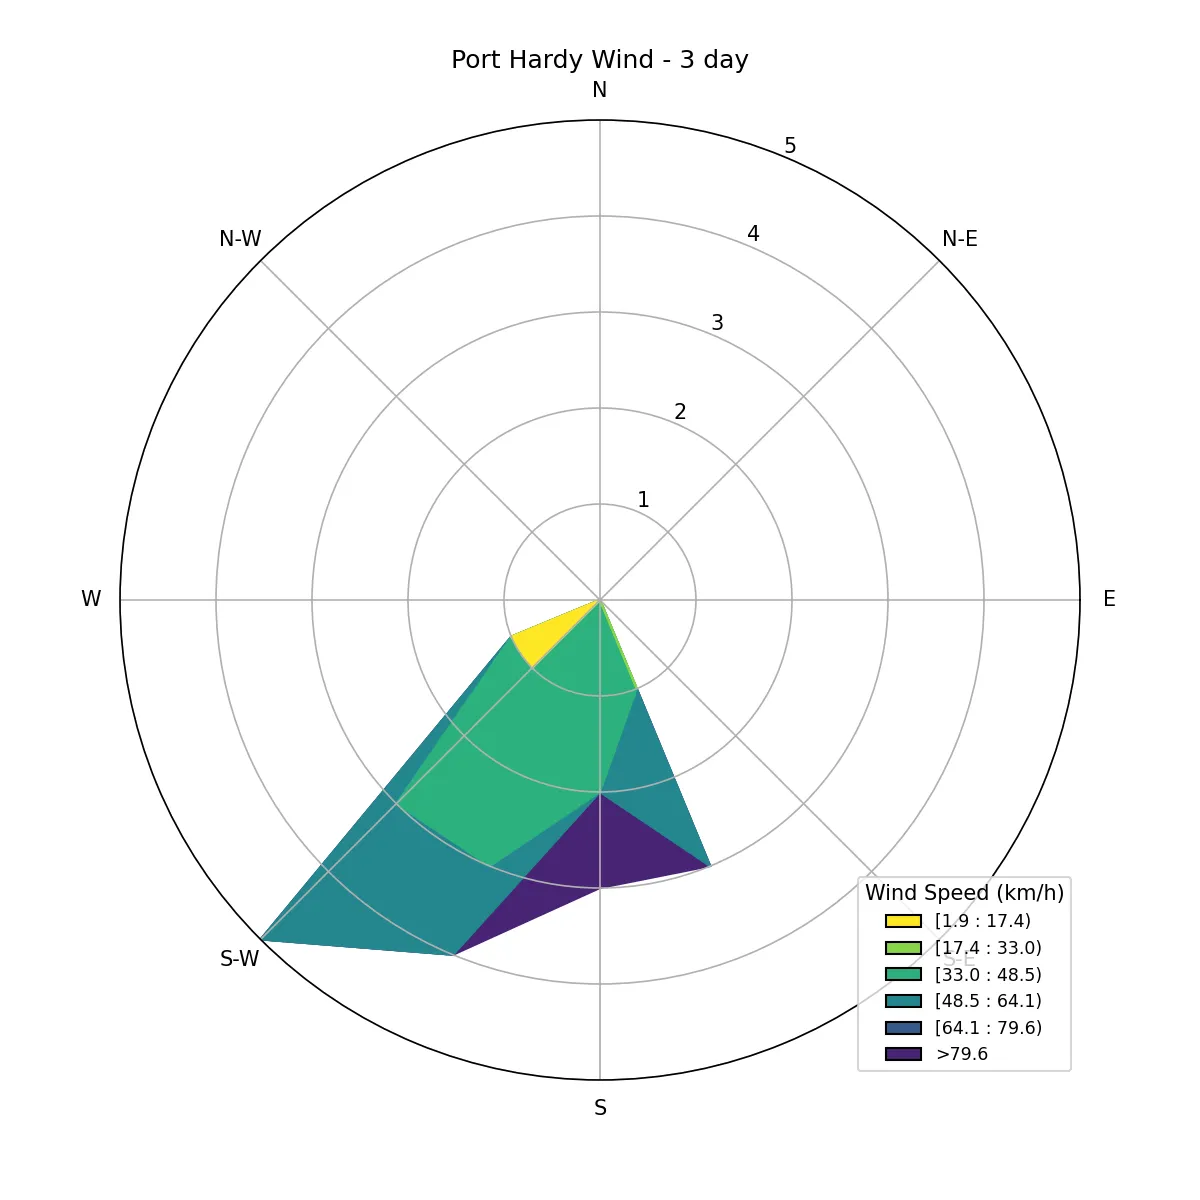 Port Hardy Wind - 3 day
N
5
N-W
N-E
4
3
2
1
W
E
S-W
S-E
Wind Speed (km/h)
[1.9 : 17.4)
[17.4 : 33.0)
[33.0 : 48.5)
[48.5 : 64.1)
[64.1 : 79.6)
>79.6
S